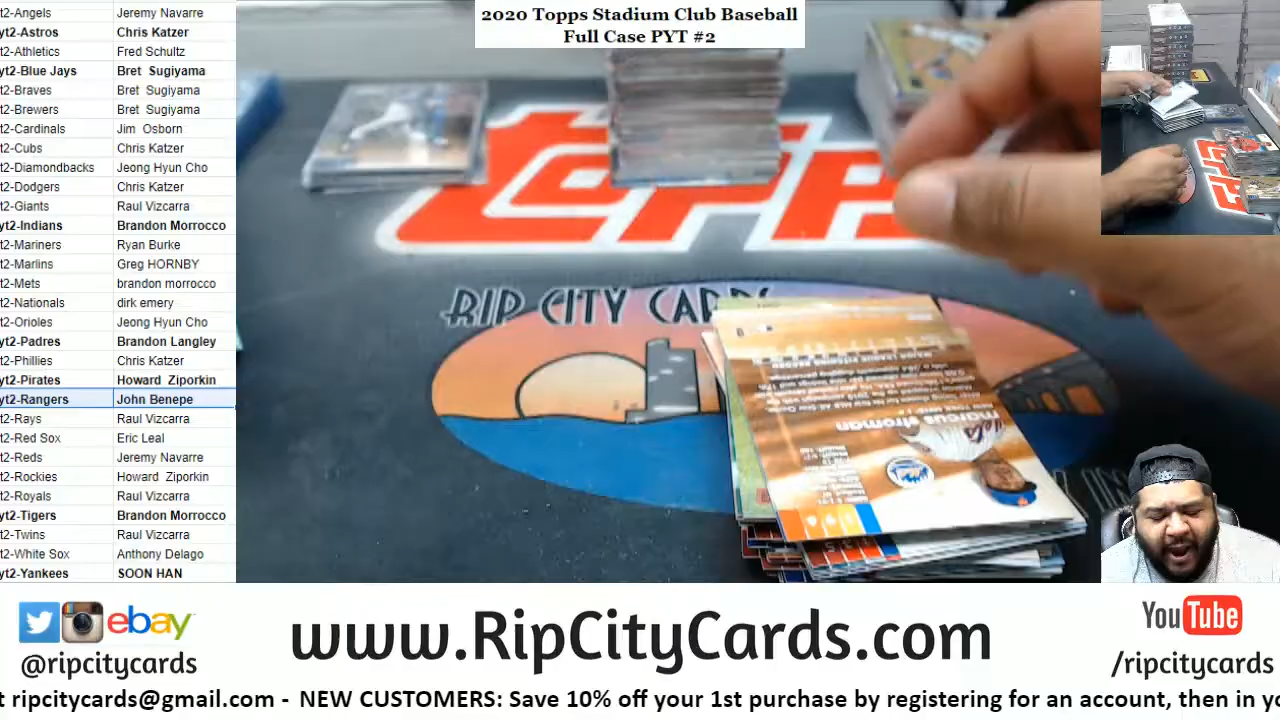 2020 Topps Stadium Club Baseball
Full Case PYT #2
t2-Angels Jeremy Navarre
yt2-Astros Chris Katzer
t2-Athletics Fred Schultz
yt2-Blue Jays Bret Sugiyama
t2-Braves Bret Sugiyama
t2-Brewers Bret Sugiyama
t2-Cardinals Jim Osborn
t2-Cubs Chris Katzer
t2-Diamondbacks Jeong Hyun Cho
t2-Dodgers Chris Katzer
t2-Giants Raul Vizcarra
yt2-Indians Brandon Morrocco
t2-Mariners Ryan Burke
t2-Marlins Greg HORNBY
t2-Mets brandon morrocco
t2-Nationals dirk emery
t2-Orioles Jeong Hyun Cho
yt2-Padres Brandon Langley
t2-Phillies Chris Katzer
yt2-Pirates Howard Ziporkin
yt2-Rangers John Benepe
t2-Rays Raul Vizcarra
t2-Red Sox Eric Leal
t2-Reds Jeremy Navarre
t2-Rockies Howard Ziporkin
t2-Royals Raul Vizcarra
yt2-Tigers Brandon Morrocco
t2-Twins Raul Vizcarra
t2-White Sox Anthony Delago
yt2-Yankees SOON HAN
RIP CITY CARDS
MAJOR LEAGUE PITCHING RECORD
marcus stroman
Mets
ebay
@ripcitycards
www.RipCityCards.com
YouTube
/ripcitycards
t ripcitycards@gmail.com - NEW CUSTOMERS: Save 10% off your 1st purchase by registering for an account, then in yo